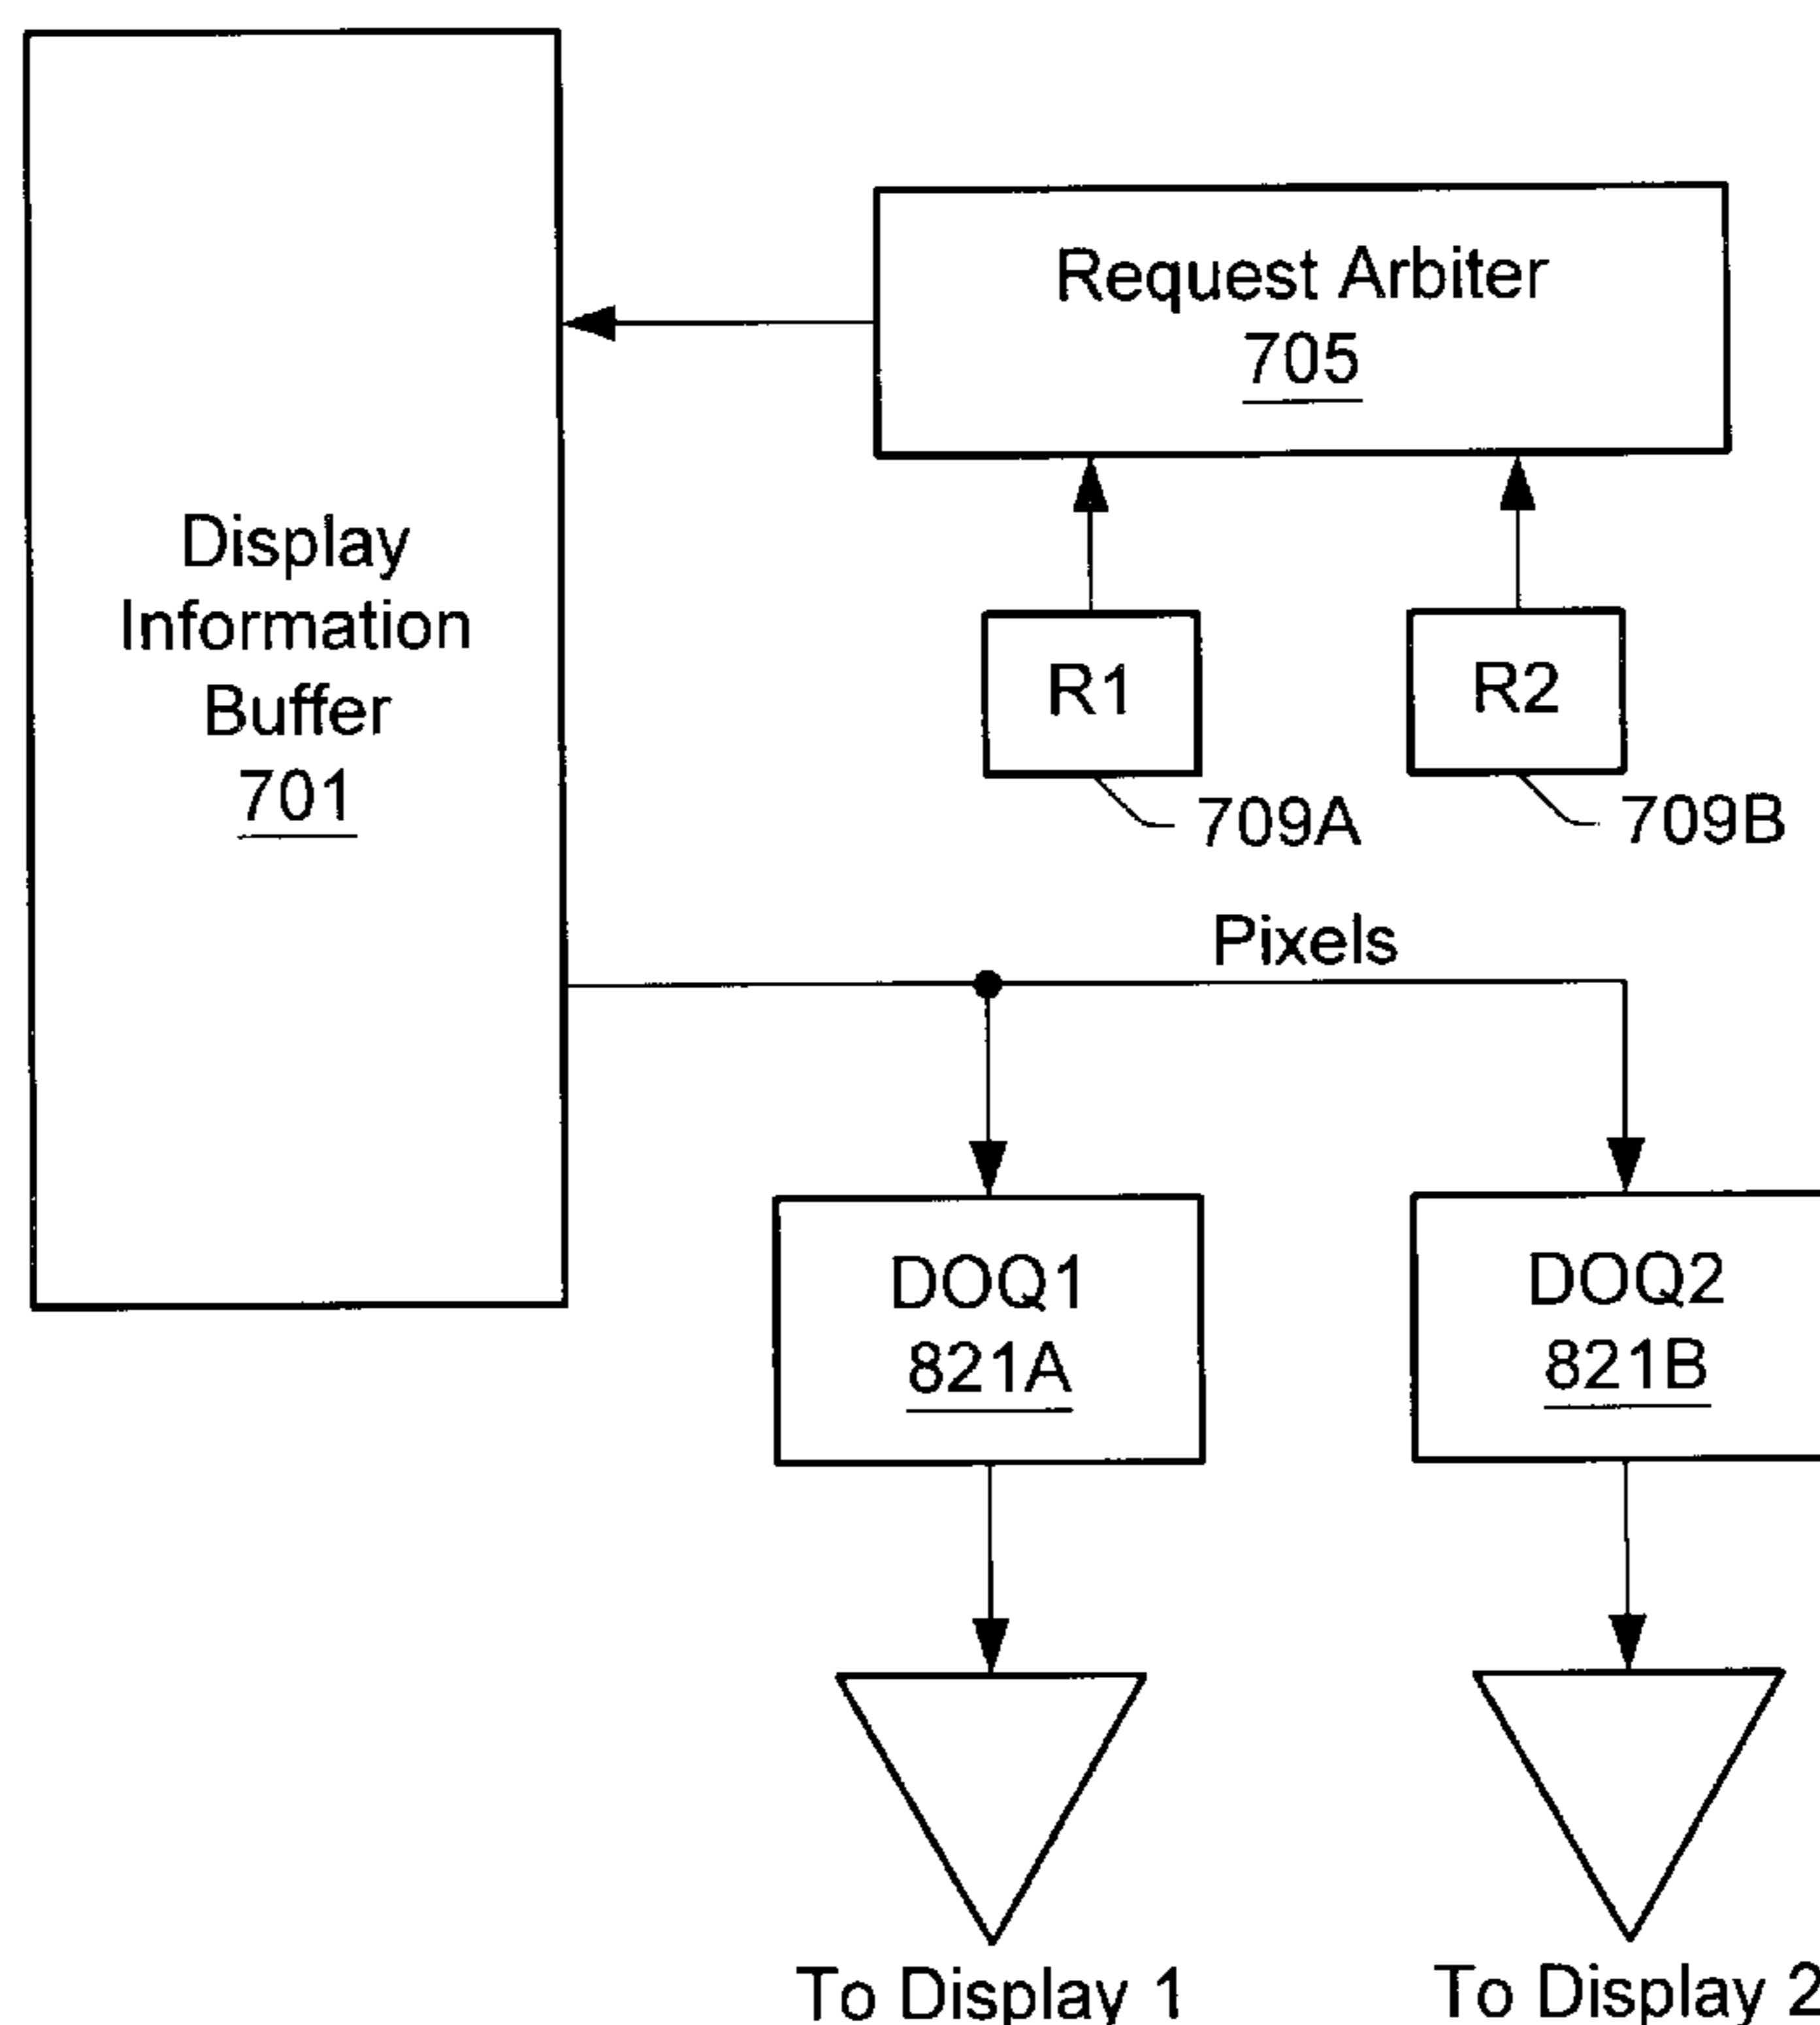 Request Arbiter
705
Display
Information
Buffer
701
R1
R2
709A
709B
Pixels
DOQ1
821A
DOQ2
821B
To Display 1
To Display 2